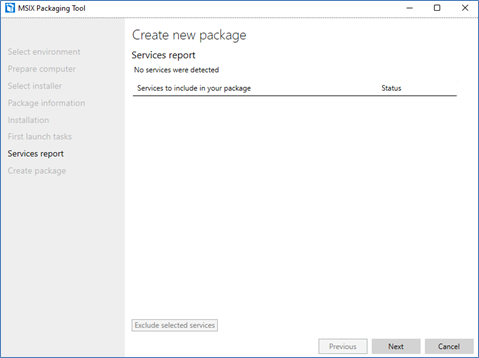 MSIX Packaging Tool
Create new package
Select environment
Prepare computer
Select installer
Package information
Installation
First launch tasks
Services report
Create package
Services report
No services were detected
Services to include in your package Status
Exclude selected services
Previous Next Cancel